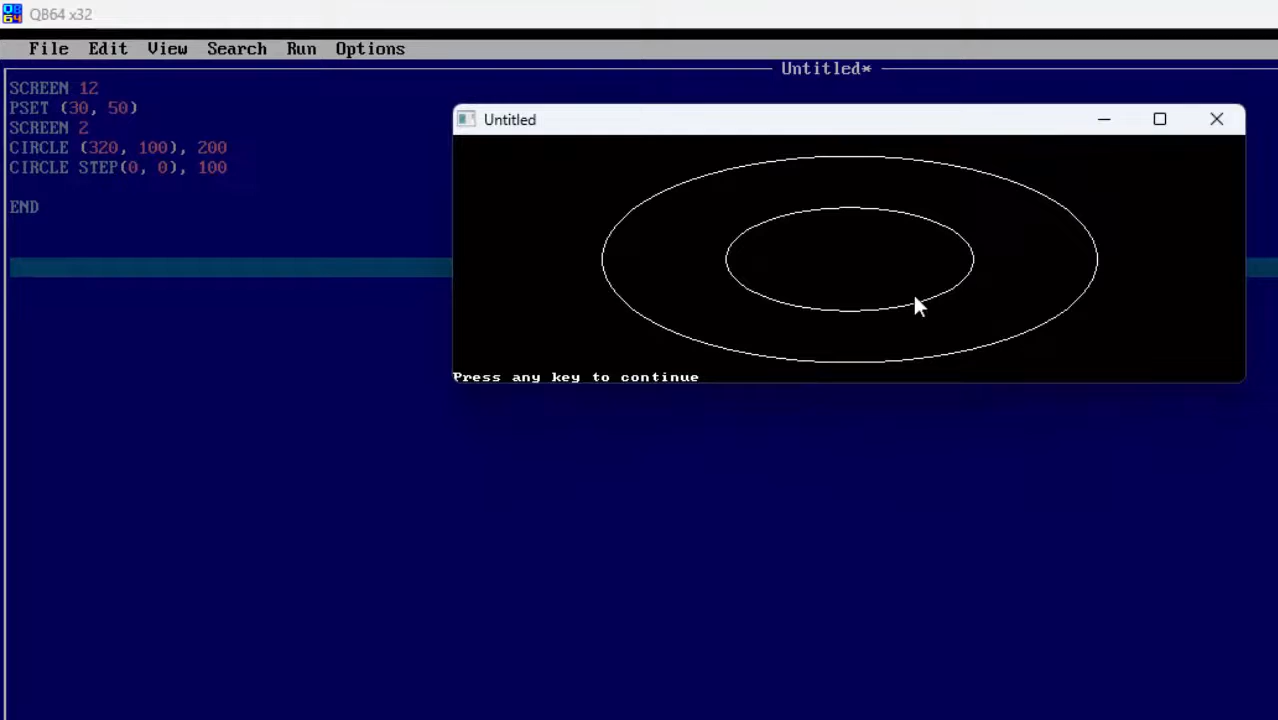 QB64 x32
File Edit View Search Run Options
Untitled*
SCREEN 12
PSET (30, 50)
SCREEN 2
CIRCLE (320, 100), 200
CIRCLE STEP(0, 0), 100
END
Untitled
Press any key to continue